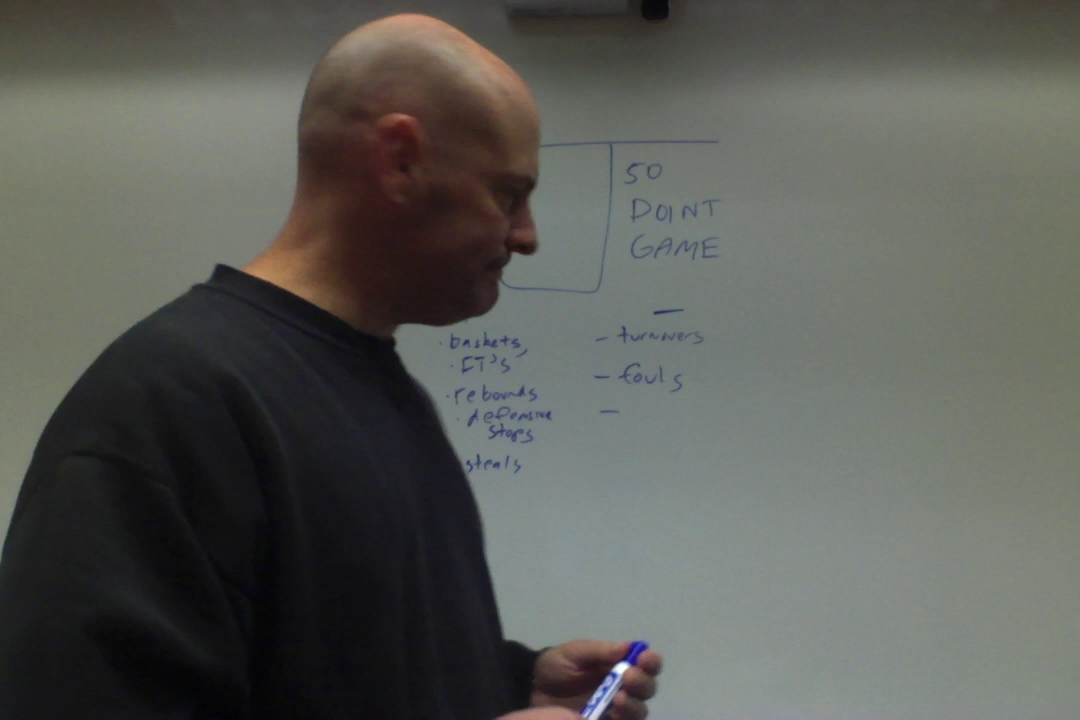 50
POINT
GAME
—
· baskets,
· FT's
· rebounds
· defensive
stops
steals
- turnovers
- fouls
-